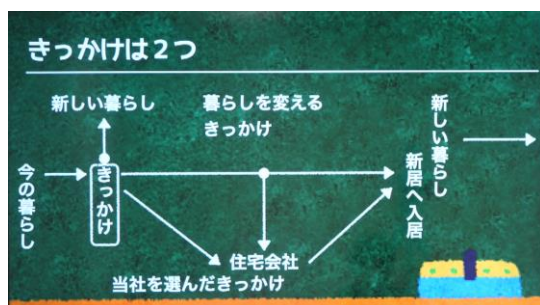 きっかけは２つ
新しい暮らし
暮らしを変える
きっかけ
新しい暮らし
新居へ入居
今の暮らし
きっかけ
住宅会社
当社を選んだきっかけ